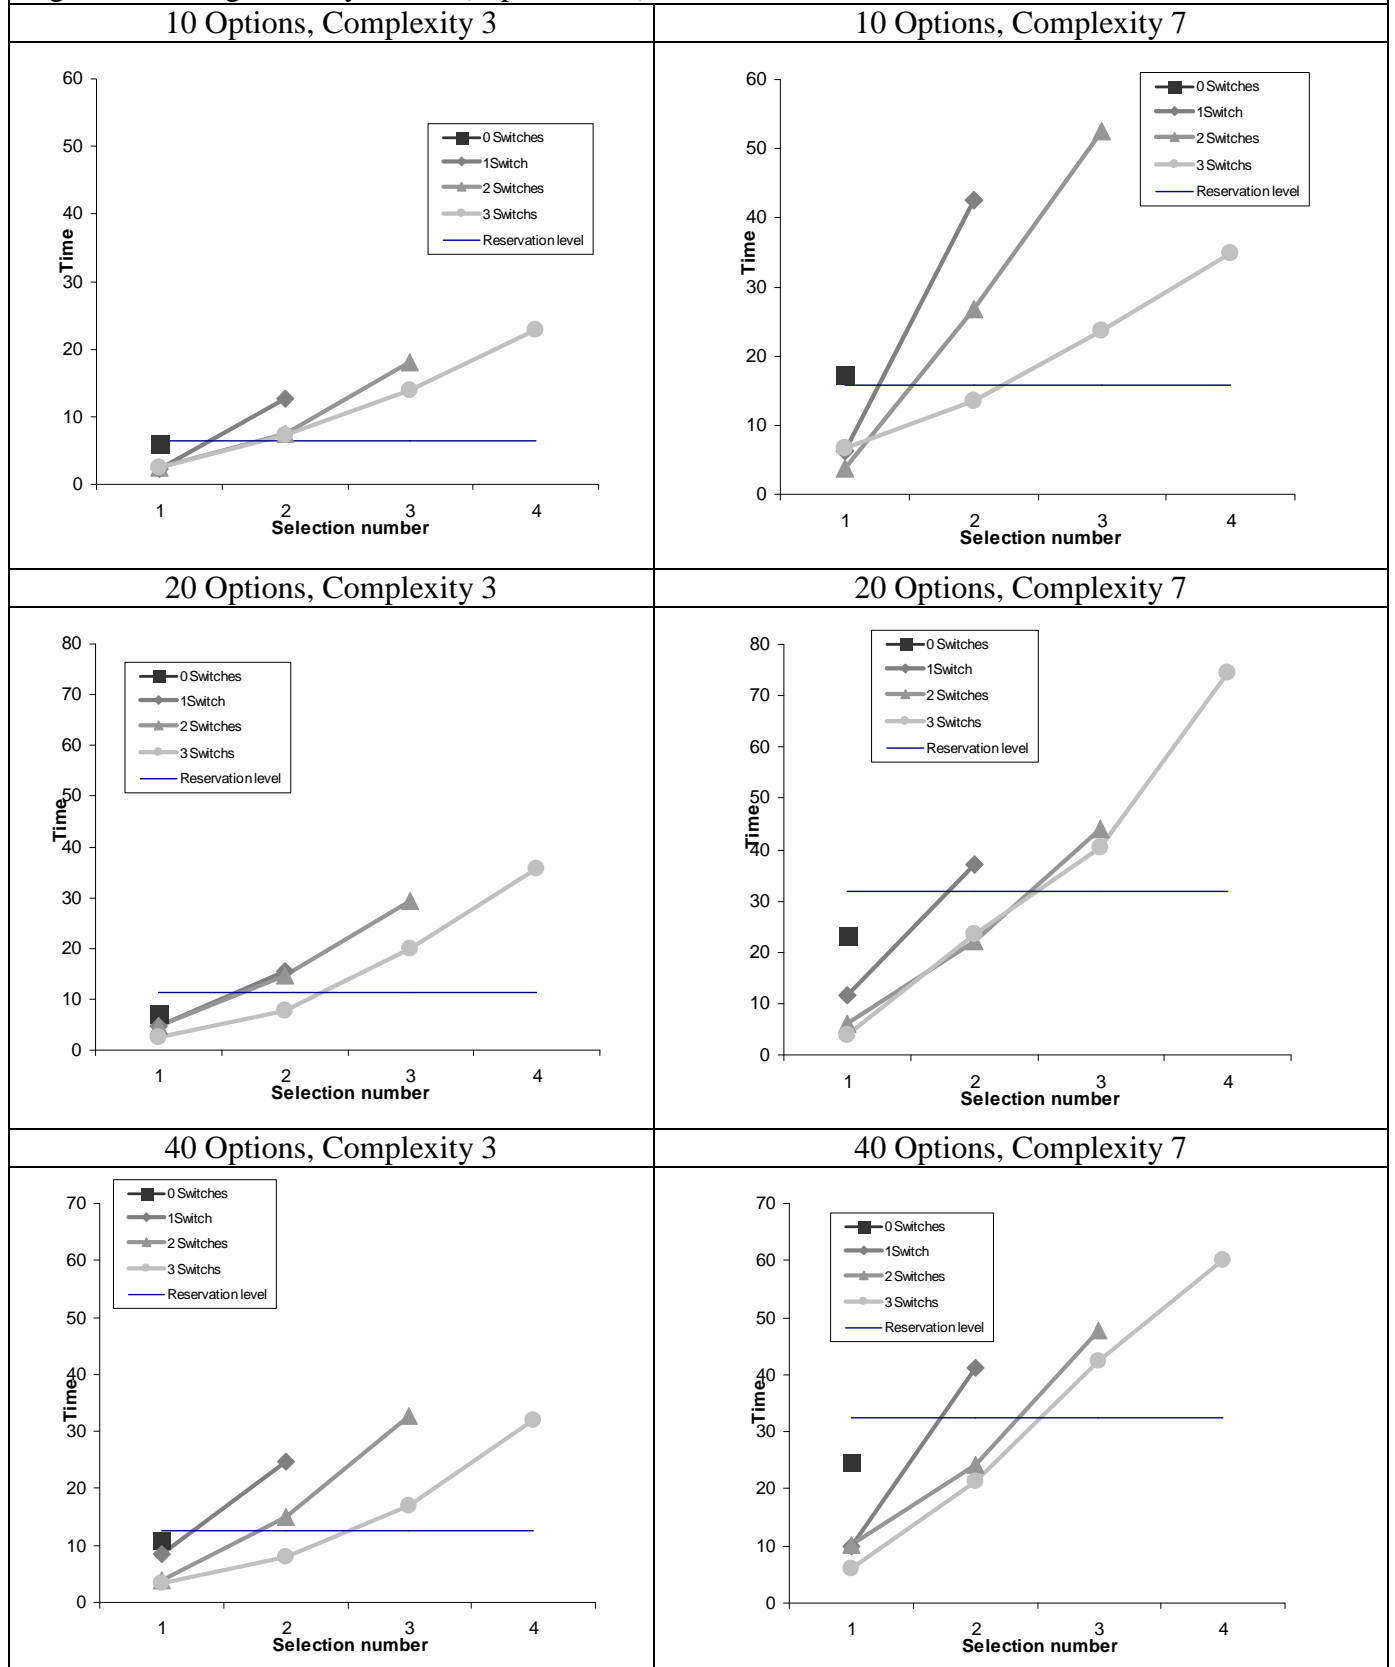 10 Options, Complexity 3
10 Options, Complexity 7
60
50
40
30
20
10
0
Time
1 2 3 4
Selection number
0 Switches
1Switch
2 Switches
3 Switchs
Reservation level
60
50
40
30
20
10
0
Time
1 2 3 4
Selection number
0 Switches
1Switch
2 Switches
3 Switchs
Reservation level
20 Options, Complexity 3
20 Options, Complexity 7
80
70
60
50
40
30
20
10
0
Time
1 2 3 4
Selection number
0 Switches
1Switch
2 Switches
3 Switchs
Reservation level
80
70
60
50
40
30
20
10
0
Time
1 2 3 4
Selection number
0 Switches
1Switch
2 Switches
3 Switchs
Reservation level
40 Options, Complexity 3
40 Options, Complexity 7
70
60
50
40
30
20
10
0
Time
1 2 3 4
Selection number
0 Switches
1Switch
2 Switches
3 Switchs
Reservation level
70
60
50
40
30
20
10
0
Time
1 2 3 4
Selection number
0 Switches
1Switch
2 Switches
3 Switchs
Reservation level